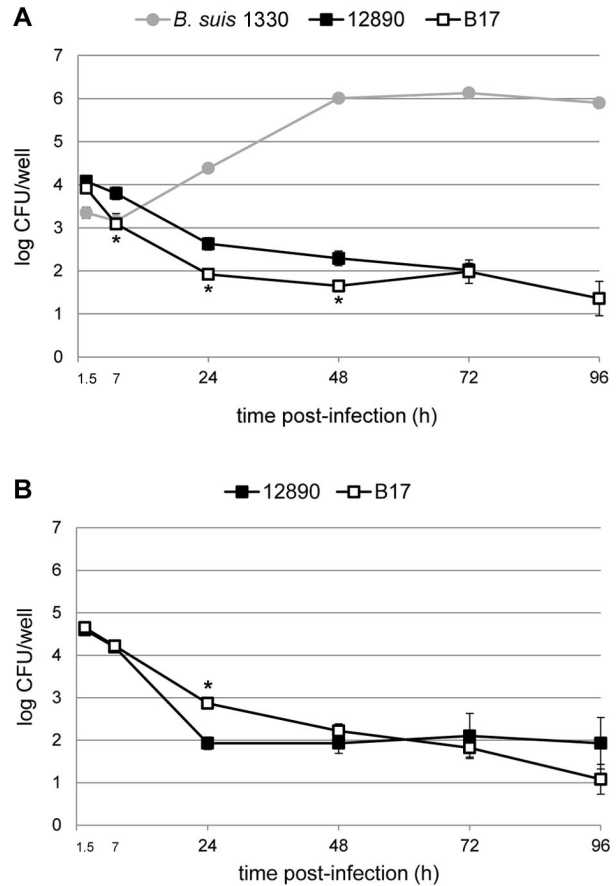 A
B. suis 1330 12890 B17
7
6
5
4
3
2
1
0
log CFU/well
*
*
*
1.5 7 24 48 72 96
time post-infection (h)
B
12890 B17
7
6
5
4
3
2
1
0
log CFU/well
*
1.5 7 24 48 72 96
time post-infection (h)